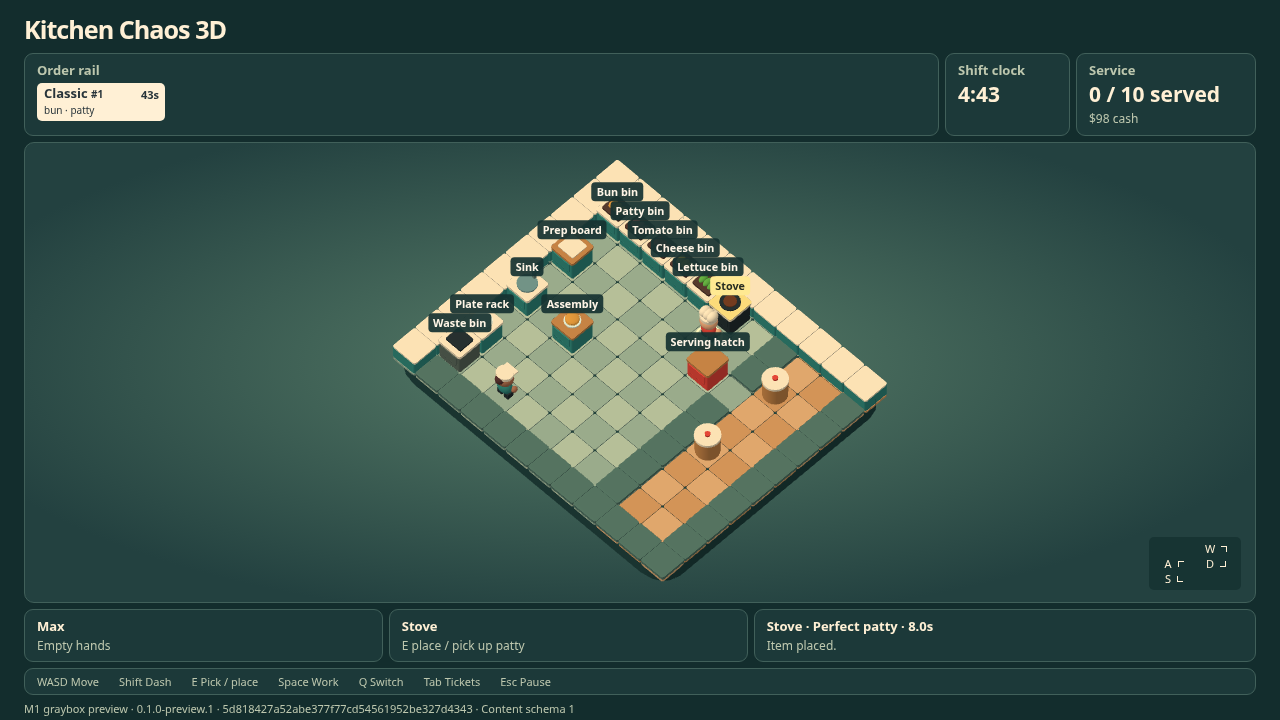 Kitchen Chaos 3D
Order rail
Classic #1 43s
bun · patty
Shift clock
4:43
Service
0 / 10 served
$98 cash
Bun bin
Patty bin
Prep board
Tomato bin
Cheese bin
Sink
Lettuce bin
Stove
Plate rack
Assembly
Waste bin
Serving hatch
W
A
D
S
Max
Empty hands
Stove
E place / pick up patty
Stove · Perfect patty · 8.0s
Item placed.
WASD Move Shift Dash E Pick / place Space Work Q Switch Tab Tickets Esc Pause
M1 graybox preview · 0.1.0-preview.1 · 5d818427a52abe377f77cd54561952be327d4343 · Content schema 1